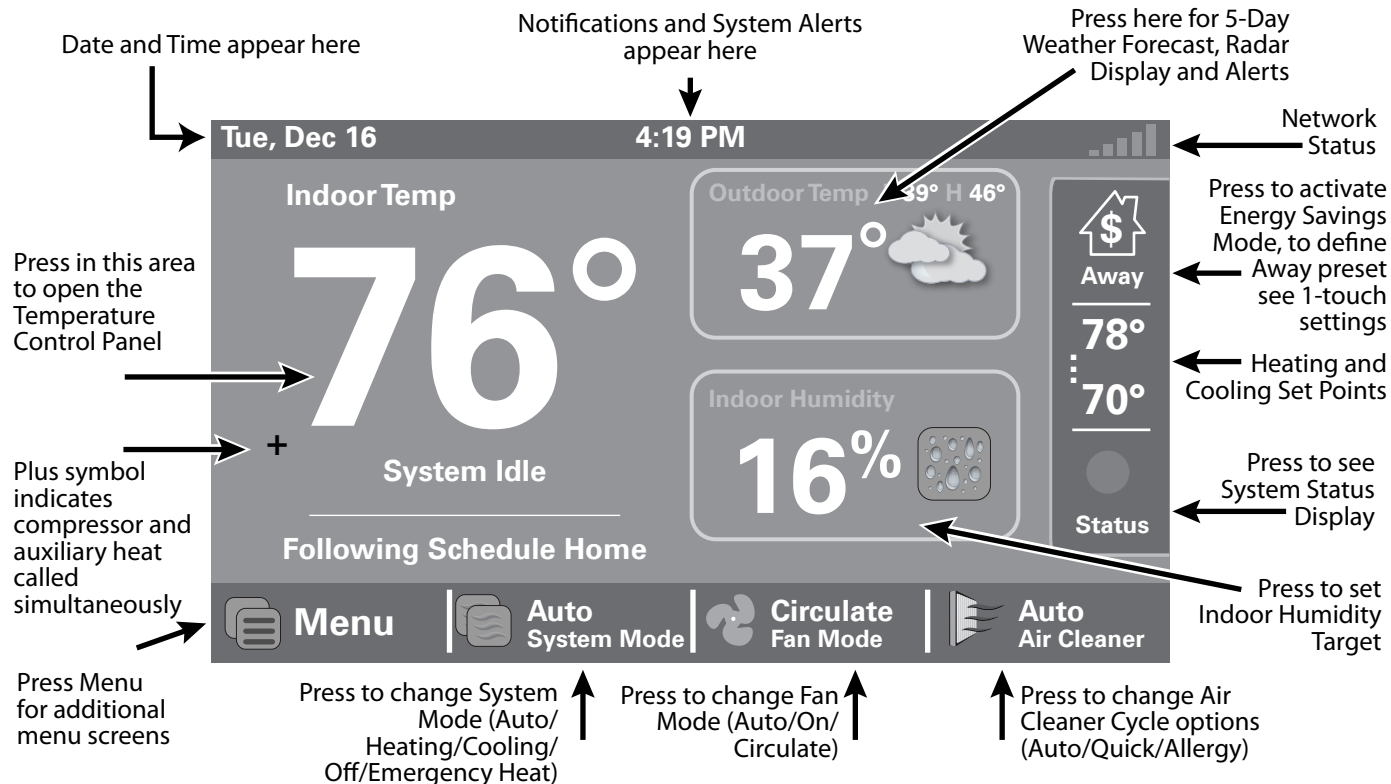 Date and Time appear here
Notifications and System Alerts
appear here
Press here for 5-Day
Weather Forecast, Radar
Display and Alerts
Network
Status
Press to activate
Energy Savings
Mode, to define
Away preset
see 1-touch
settings
Heating and
Cooling Set Points
Press to see
System Status
Display
Press to set
Indoor Humidity
Target
Press in this area
to open the
Temperature
Control Panel
Plus symbol
indicates
compressor and
auxiliary heat
called
simultaneously
Press Menu
for additional
menu screens
Tue, Dec 16
4:19 PM
Indoor Temp
76°
+
System Idle
Following Schedule Home
Outdoor Temp 39° H 46°
37°
Indoor Humidity
16%
$
Away
78°
70°
Status
Menu
Auto
System Mode
Circulate
Fan Mode
Auto
Air Cleaner
Press to change System
Mode (Auto/
Heating/Cooling/
Off/Emergency Heat)
Press to change Fan
Mode (Auto/On/
Circulate)
Press to change Air
Cleaner Cycle options
(Auto/Quick/Allergy)